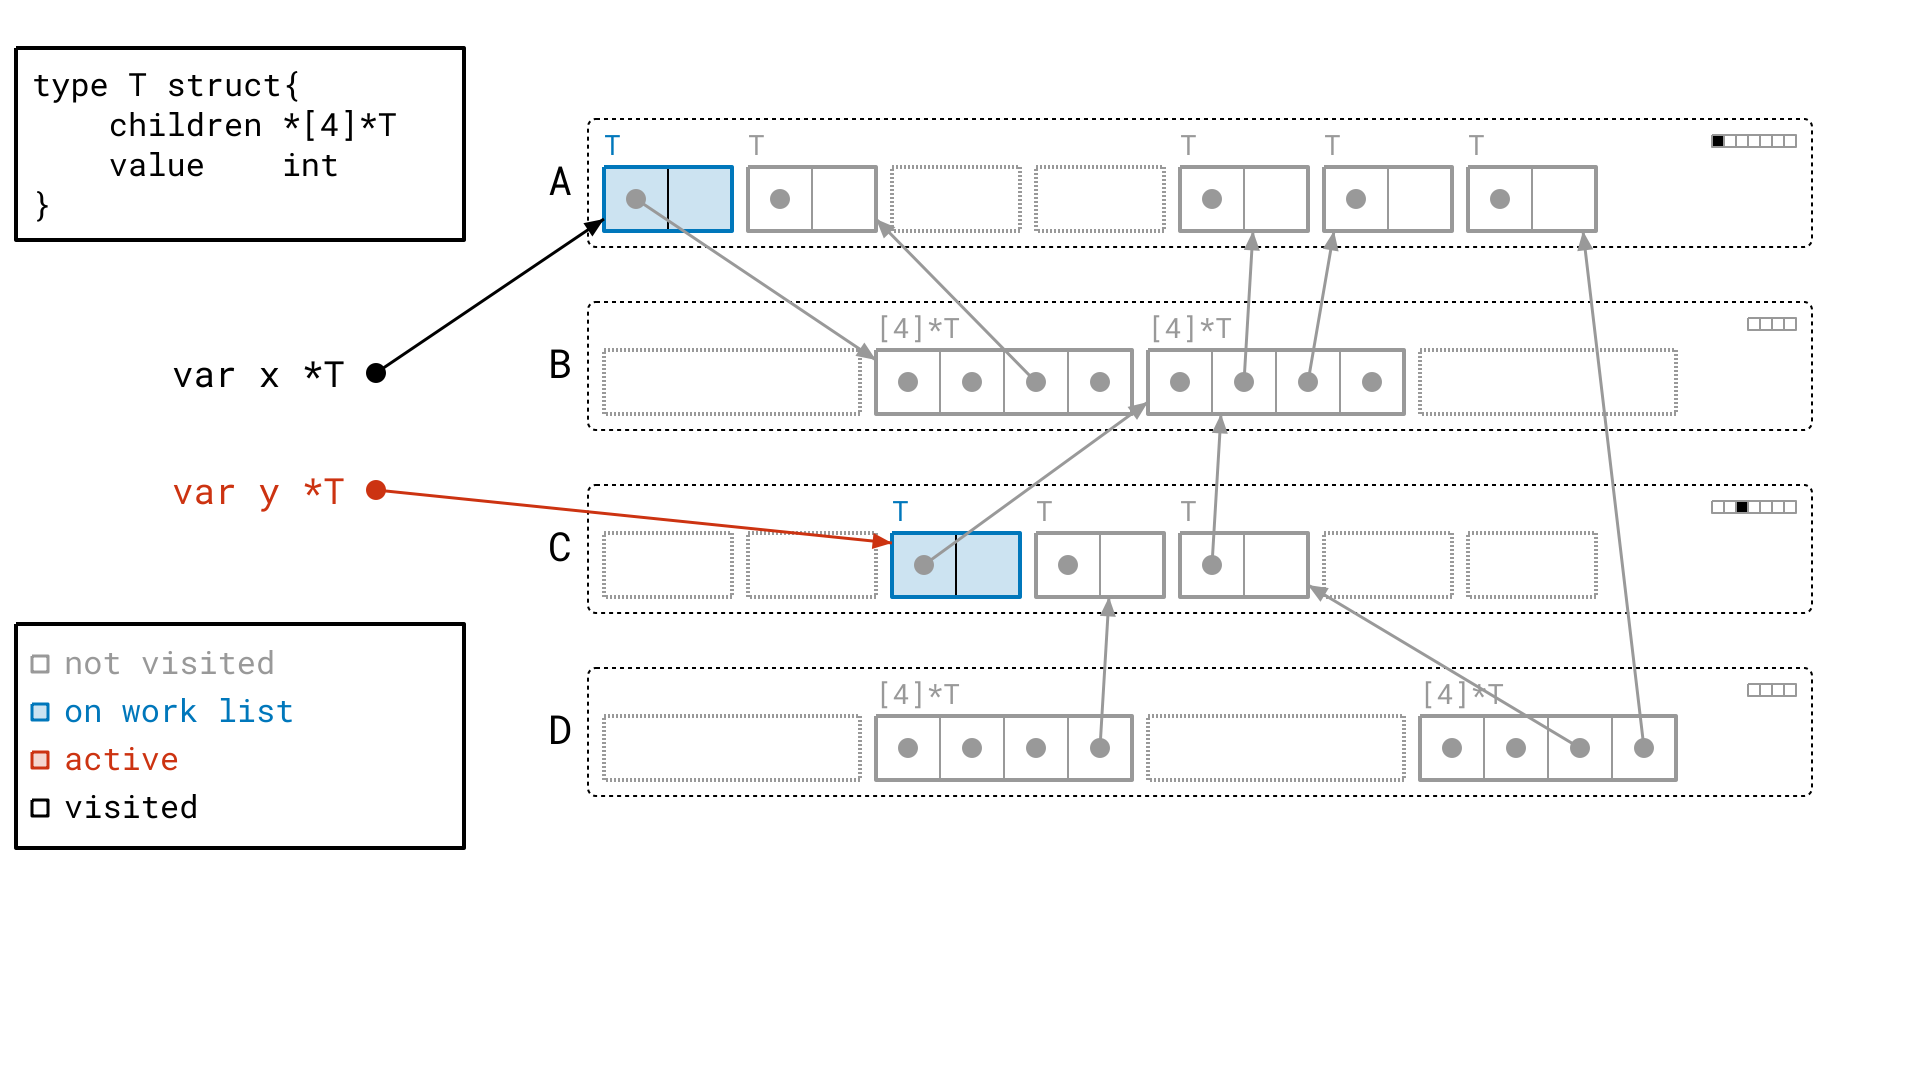 type T struct{
    children *[4]*T
    value    int
}
var x *T
var y *T
not visited
on work list
active
visited
A
T T T T T
B
[4]*T [4]*T
C
T T T
D
[4]*T [4]*T